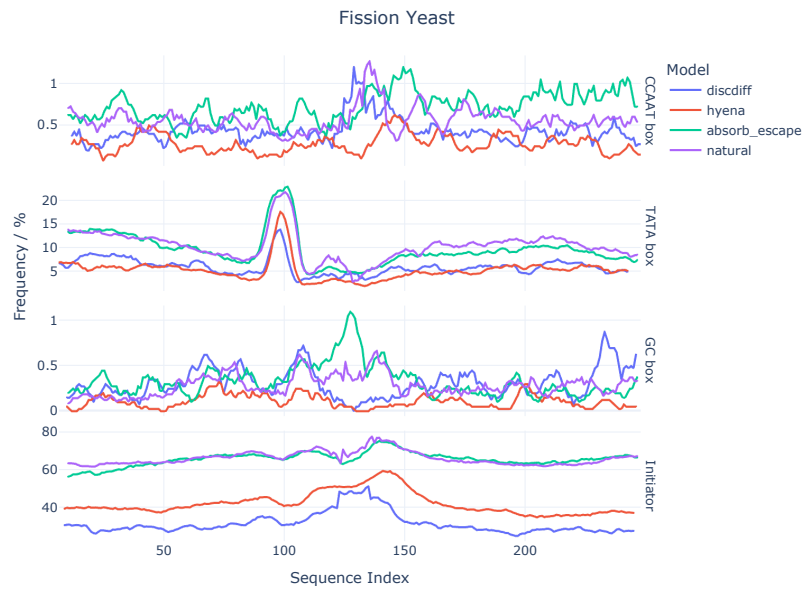 Fission Yeast
Model
discdiff
hyena
absorb_escape
natural
Frequency / %
1
0.5
CCAAT box
20
15
10
5
TATA box
1
0.5
0
GC box
80
60
40
Initiator
50
100
150
200
Sequence Index